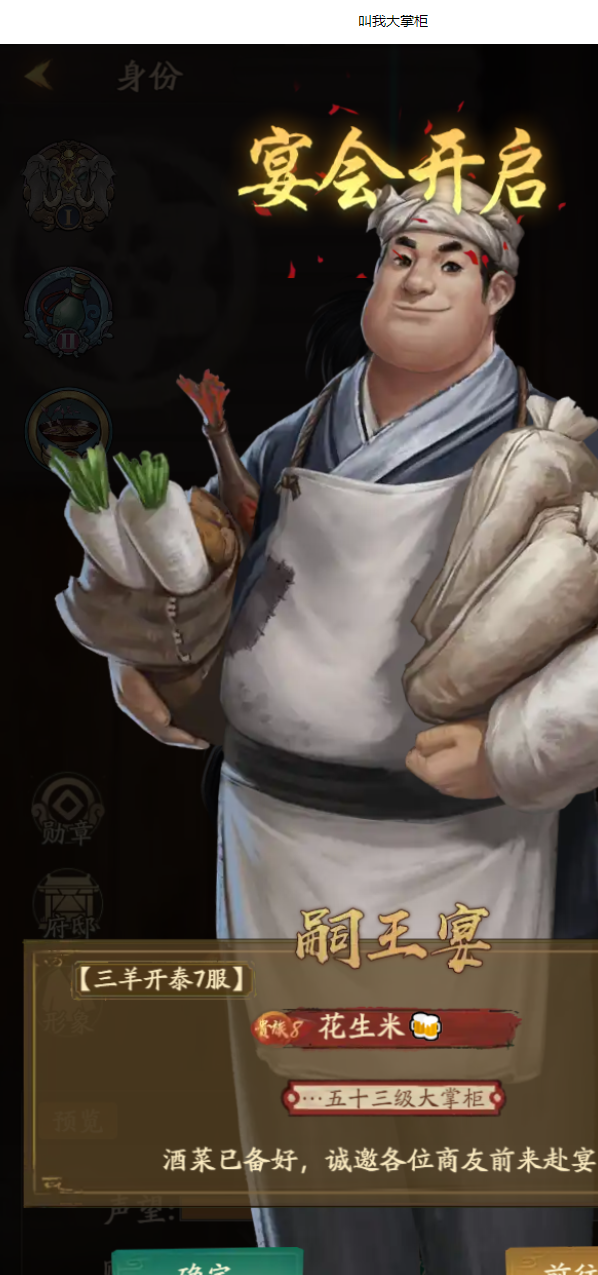 叫我大掌柜
身份
宴会开启
I
II
勋章
府邸
嗣王宴
【三羊开泰7服】
贵族8 花生米
形象
…五十三级大掌柜
预览
酒菜已备好，诚邀各位商友前来赴宴
声望:
确定
前往